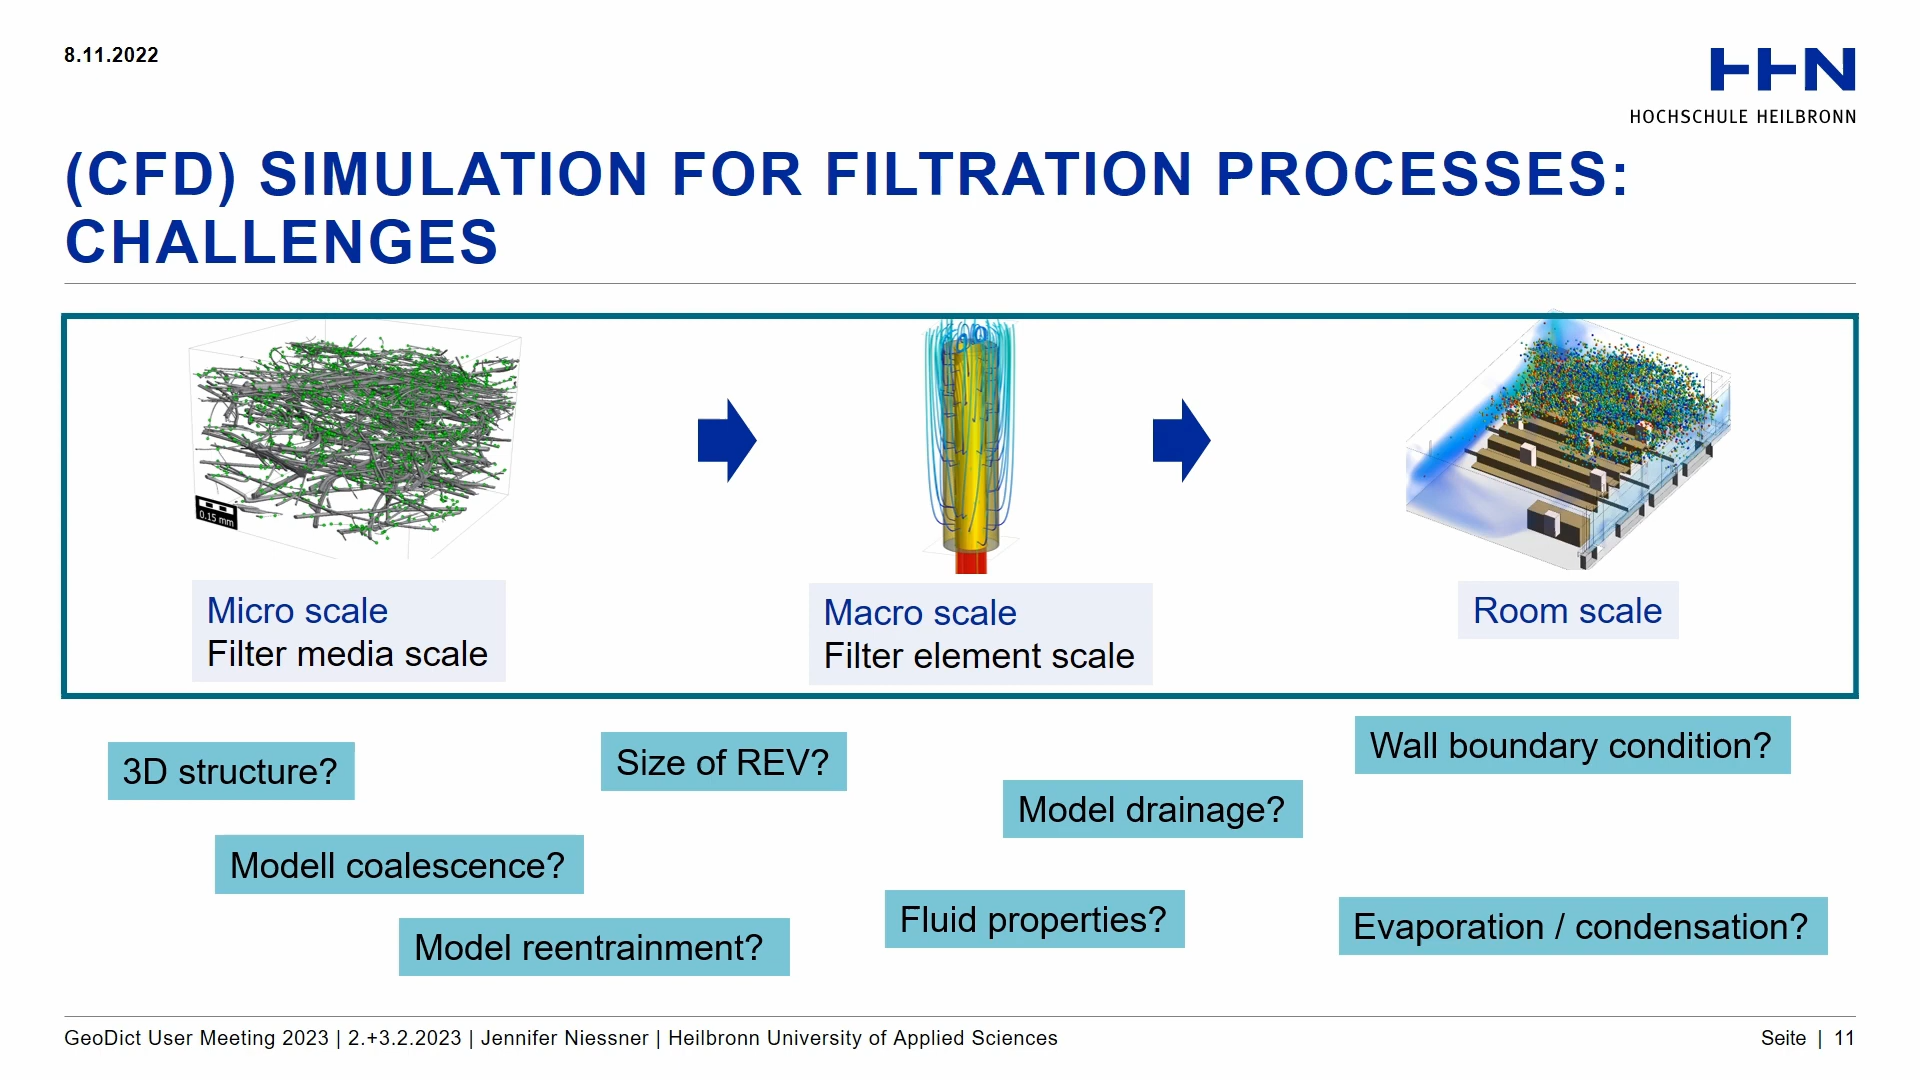 8.11.2022
HHN
HOCHSCHULE HEILBRONN
(CFD) SIMULATION FOR FILTRATION PROCESSES:
CHALLENGES
0.15 mm
Micro scale
Filter media scale
Macro scale
Filter element scale
Room scale
3D structure?
Size of REV?
Wall boundary condition?
Model drainage?
Modell coalescence?
Fluid properties?
Evaporation / condensation?
Model reentrainment?
GeoDict User Meeting 2023 | 2.+3.2.2023 | Jennifer Niessner | Heilbronn University of Applied Sciences
Seite | 11